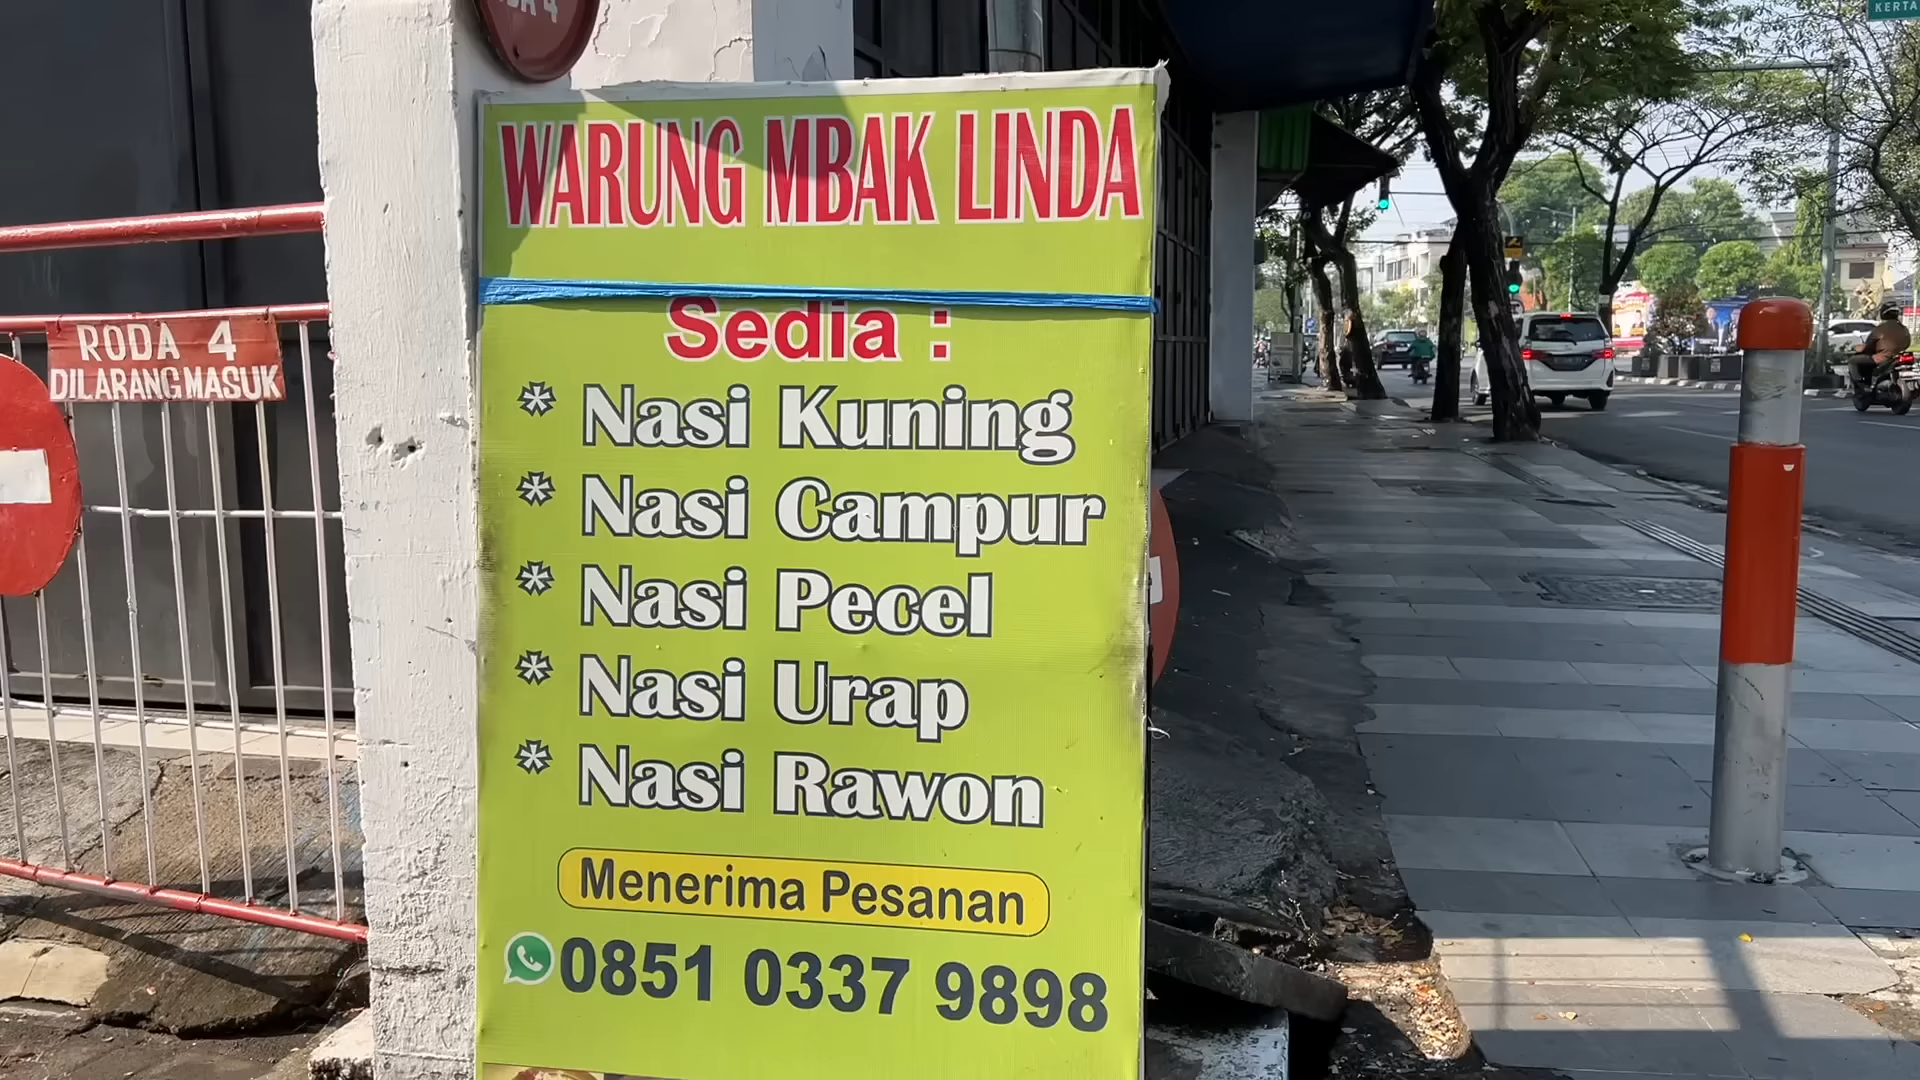 WARUNG MBAK LINDA
Sedia :
* Nasi Kuning
* Nasi Campur
* Nasi Pecel
* Nasi Urap
* Nasi Rawon
Menerima Pesanan
0851 0337 9898
RODA 4
DILARANG MASUK
KERTA